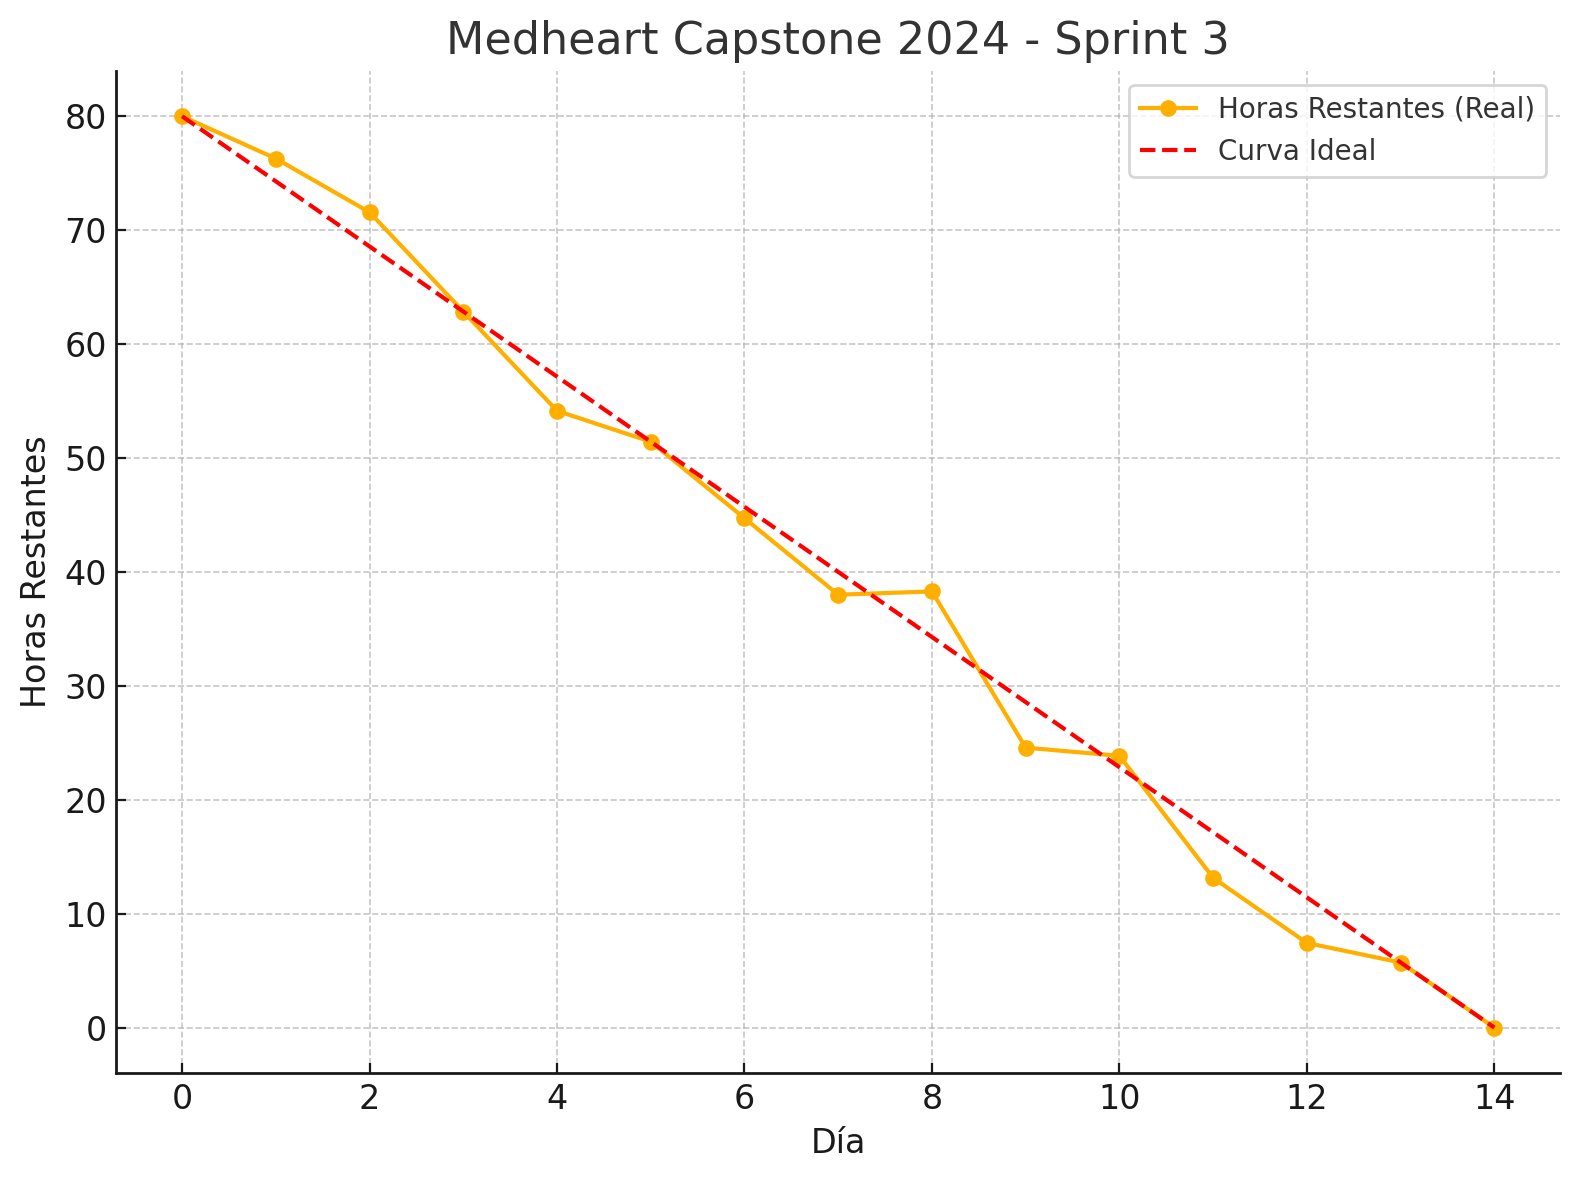 Medheart Capstone 2024 - Sprint 3
Horas Restantes (Real)
Curva Ideal
Horas Restantes
80
70
60
50
40
30
20
10
0
0 2 4 6 8 10 12 14
Día